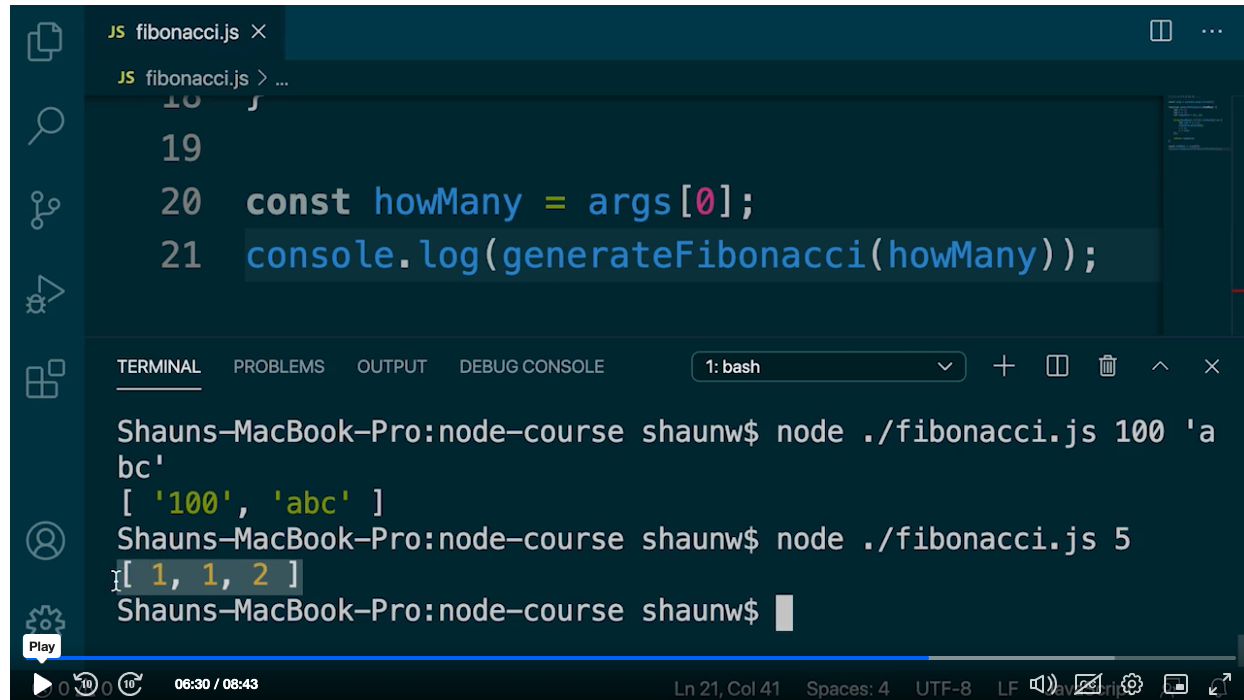 JS fibonacci.js
JS fibonacci.js > ...
18 }
19
20 const howMany = args[0];
21 console.log(generateFibonacci(howMany));
TERMINAL PROBLEMS OUTPUT DEBUG CONSOLE 1: bash
Shauns-MacBook-Pro:node-course shaunw$ node ./fibonacci.js 100 'a
bc'
[ '100', 'abc' ]
Shauns-MacBook-Pro:node-course shaunw$ node ./fibonacci.js 5
[ 1, 1, 2 ]
Shauns-MacBook-Pro:node-course shaunw$
Play
10 10 06:30 / 08:43 Ln 21, Col 41 Spaces: 4 UTF-8 LF